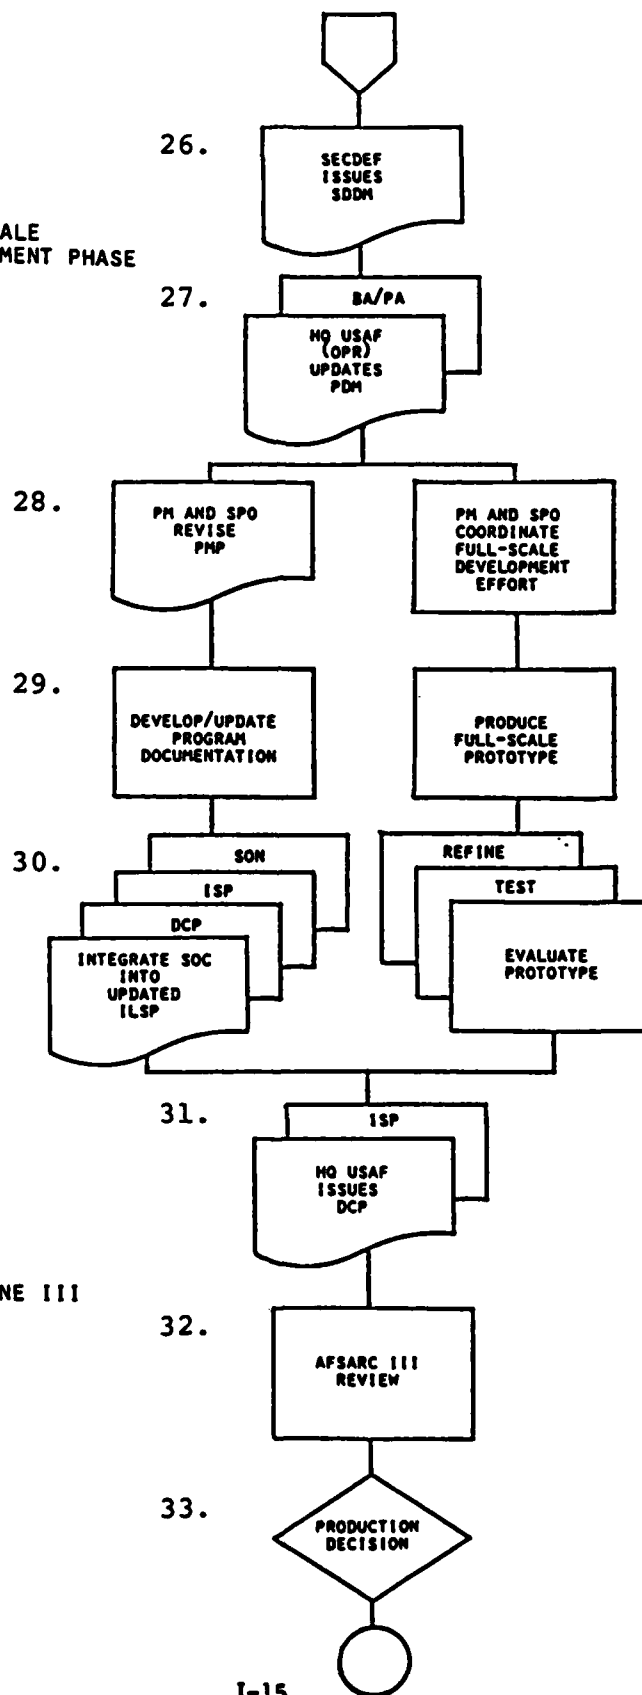 26.
SECDEF
ISSUES
SDDM
ALE
MENT PHASE
27.
BA/PA
HQ USAF
(OPR)
UPDATES
PDM
28.
PM AND SPO
REVISE
PMP
PM AND SPO
COORDINATE
FULL-SCALE
DEVELOPMENT
EFFORT
29.
DEVELOP/UPDATE
PROGRAM
DOCUMENTATION
PRODUCE
FULL-SCALE
PROTOTYPE
30.
SON
ISP
DCP
INTEGRATE SOC
INTO
UPDATED
ILSP
REFINE
TEST
EVALUATE
PROTOTYPE
31.
ISP
HQ USAF
ISSUES
DCP
NE III
32.
AFSARC III
REVIEW
33.
PRODUCTION
DECISION
I-15